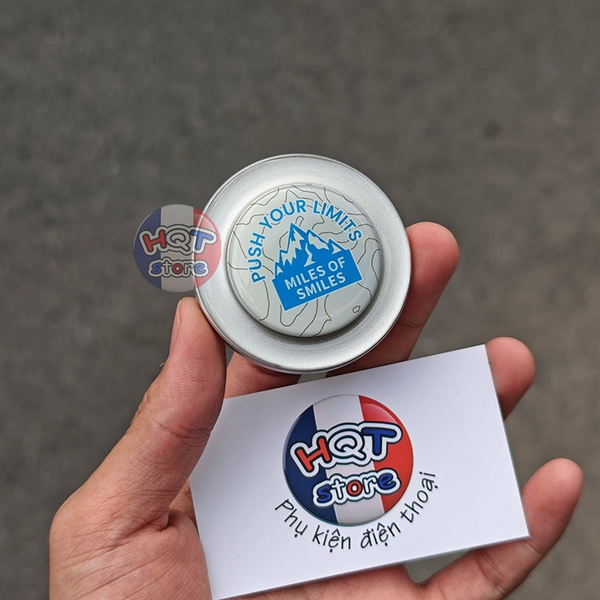 PUSH YOUR LIMITS
MILES OF
SMILES
HQT
store
HQT
store
Phụ kiện điện thoại